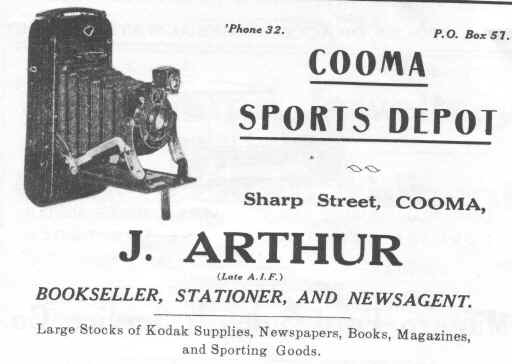 'Phone 32. P.O. Box 57.
COOMA
SPORTS DEPOT
Sharp Street, COOMA,
J. ARTHUR
(Late A.I.F.)
BOOKSELLER, STATIONER, AND NEWSAGENT.
Large Stocks of Kodak Supplies, Newspapers, Books, Magazines,
and Sporting Goods.